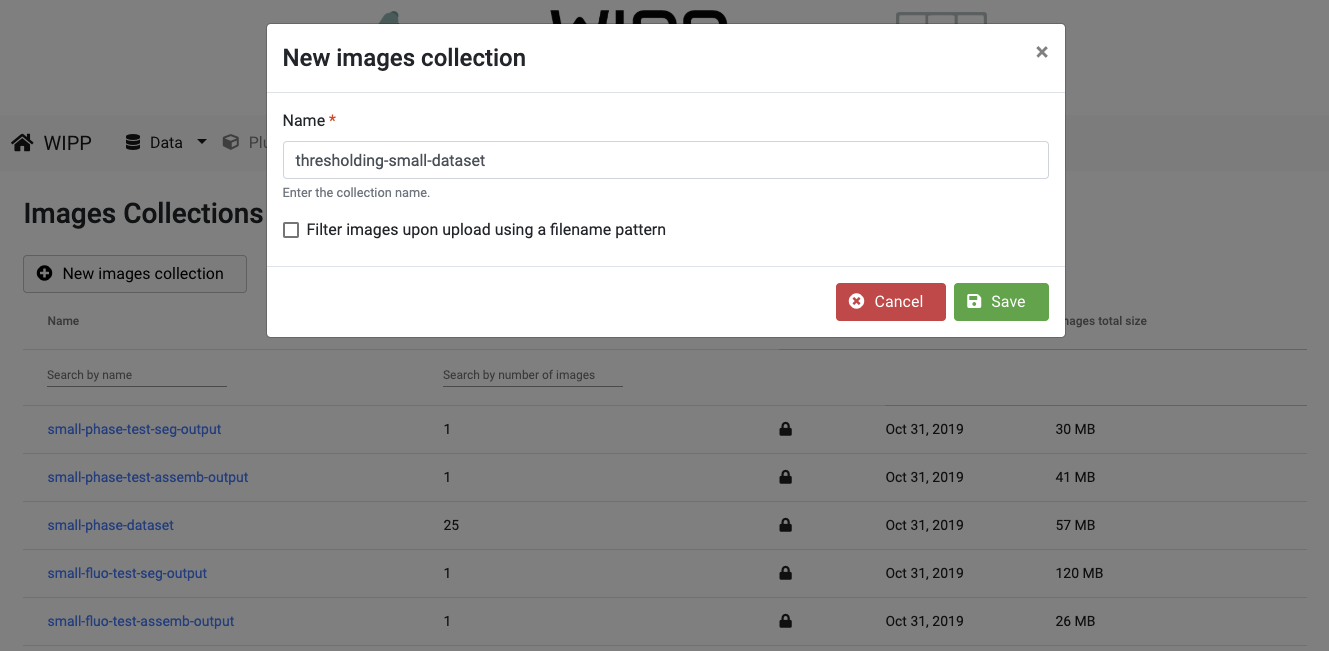 WIPP
New images collection
×
Name *
thresholding-small-dataset
Enter the collection name.
Filter images upon upload using a filename pattern
Cancel Save
WIPP Data
Images Collections
New images collection
Name total size
Search by name Search by number of images
small-phase-test-seg-output 1 Oct 31, 2019 30 MB
small-phase-test-assemb-output 1 Oct 31, 2019 41 MB
small-phase-dataset 25 Oct 31, 2019 57 MB
small-fluo-test-seg-output 1 Oct 31, 2019 120 MB
small-fluo-test-assemb-output 1 Oct 31, 2019 26 MB